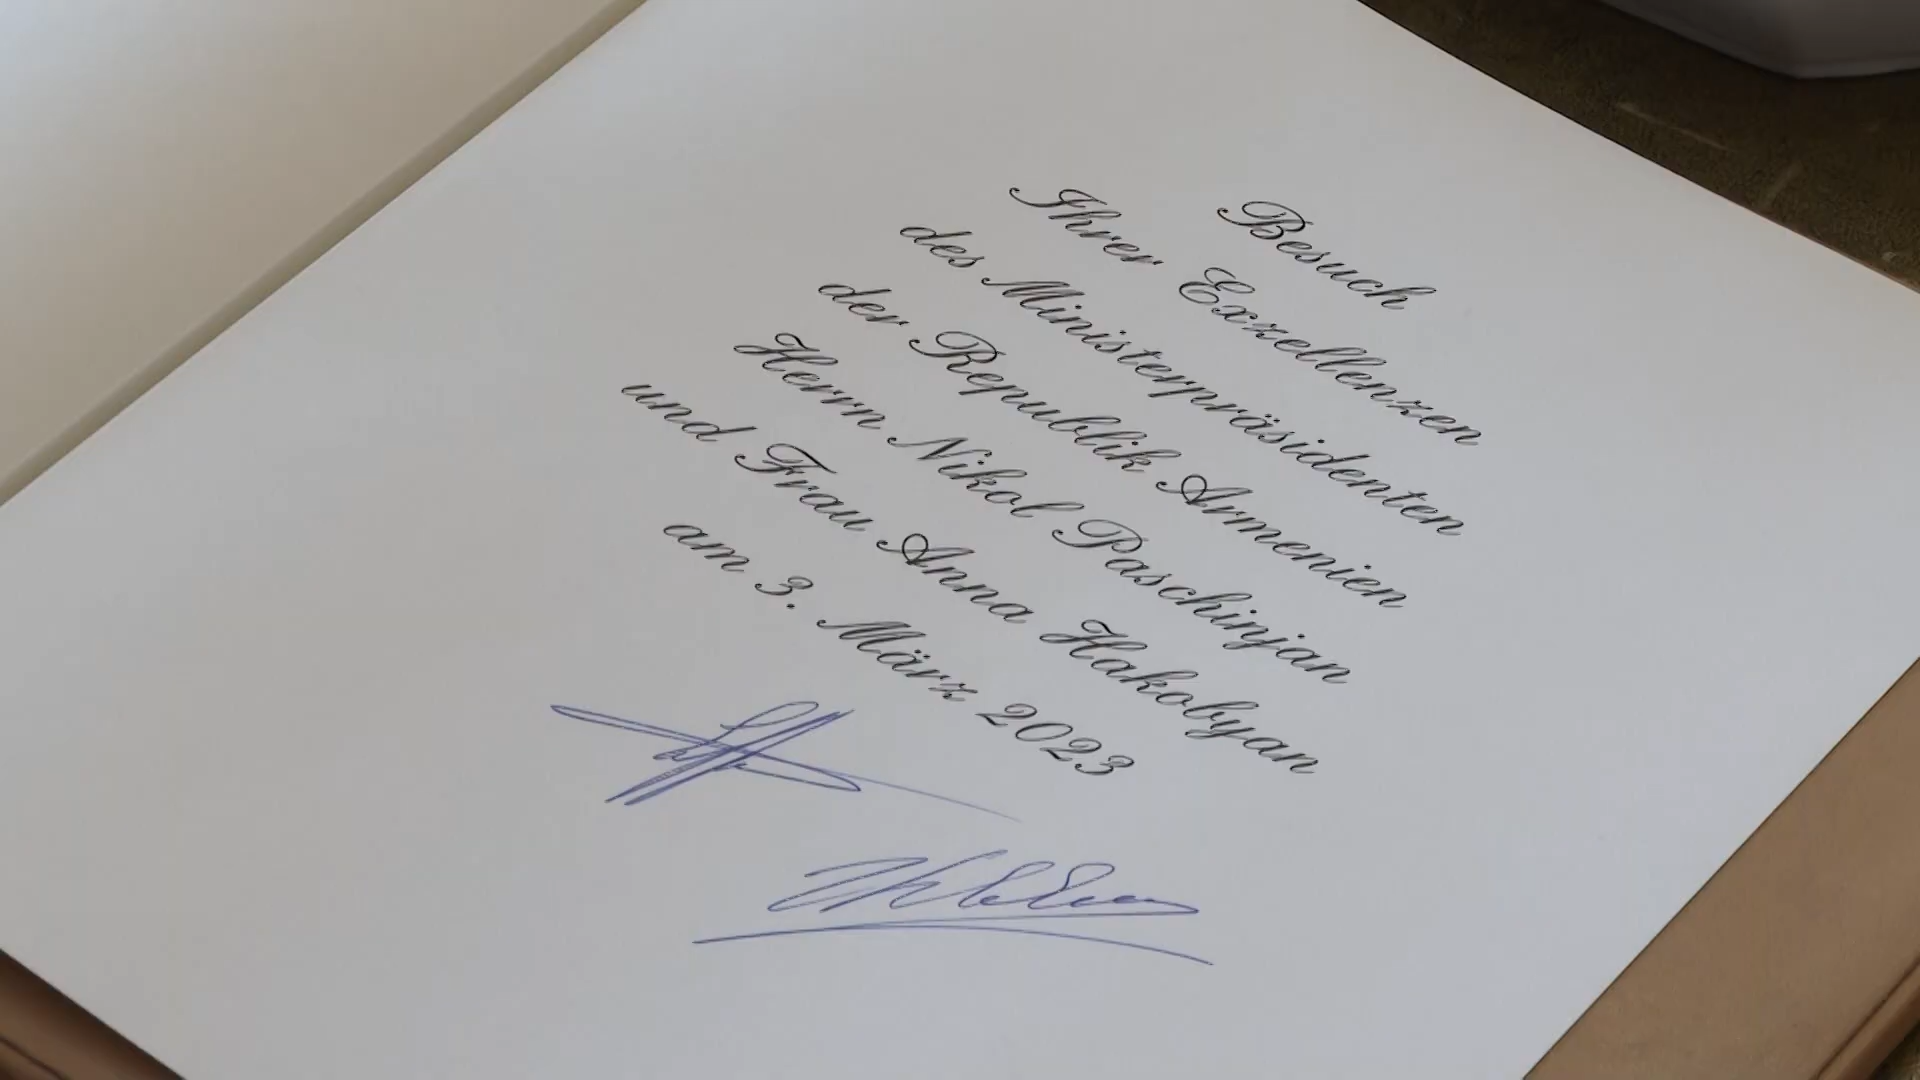 Besuch
Ihrer Exzellenzen
des Ministerpräsidenten
der Republik Armenien
Herrn Nikol Paschinjan
und Frau Anna Hakobyan
am 3. März 2023